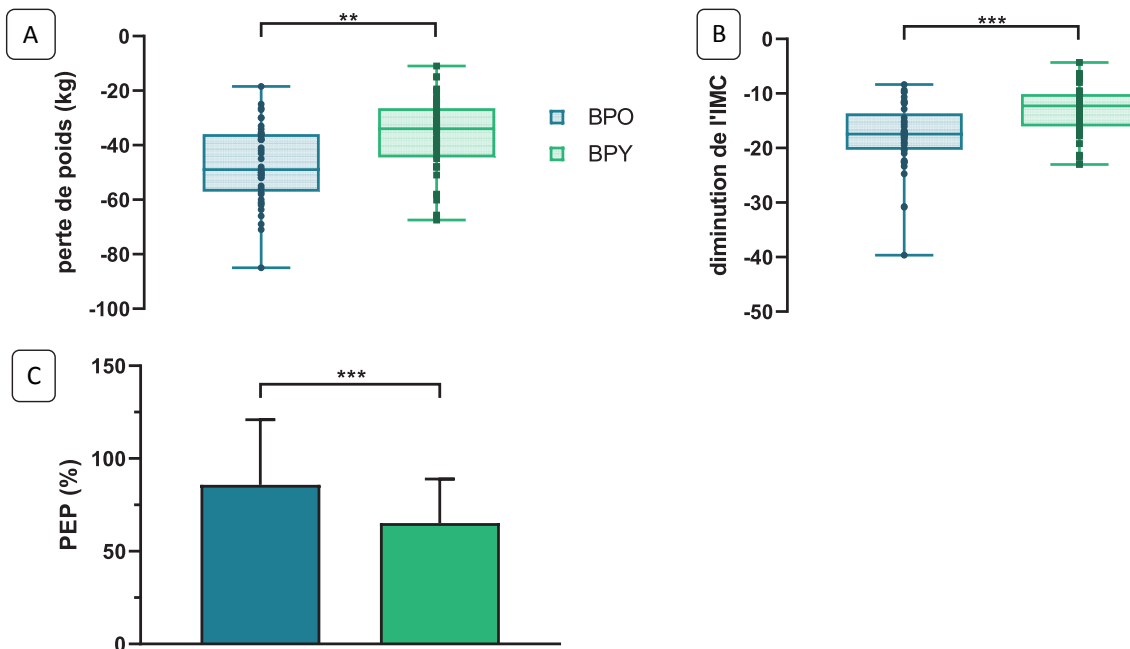 A
**
perte de poids (kg)
0
-20
-40
-60
-80
-100
BPO
BPY
B
***
diminution de l'IMC
0
-10
-20
-30
-40
-50
C
***
PEP (%)
150
100
50
0